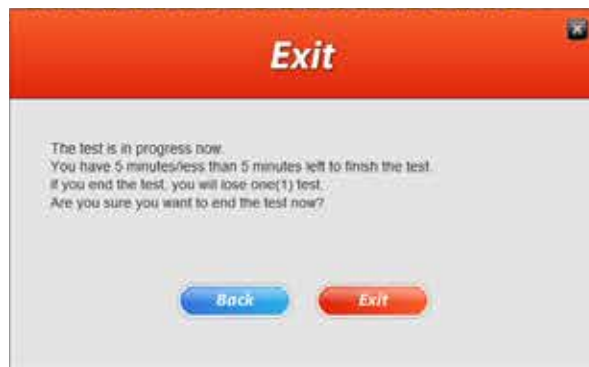 Exit
The test is in progress now.
You have 5 minutes/less than 5 minutes left to finish the test.
If you end the test, you will lose one(1) test.
Are you sure you want to end the test now?
Back
Exit